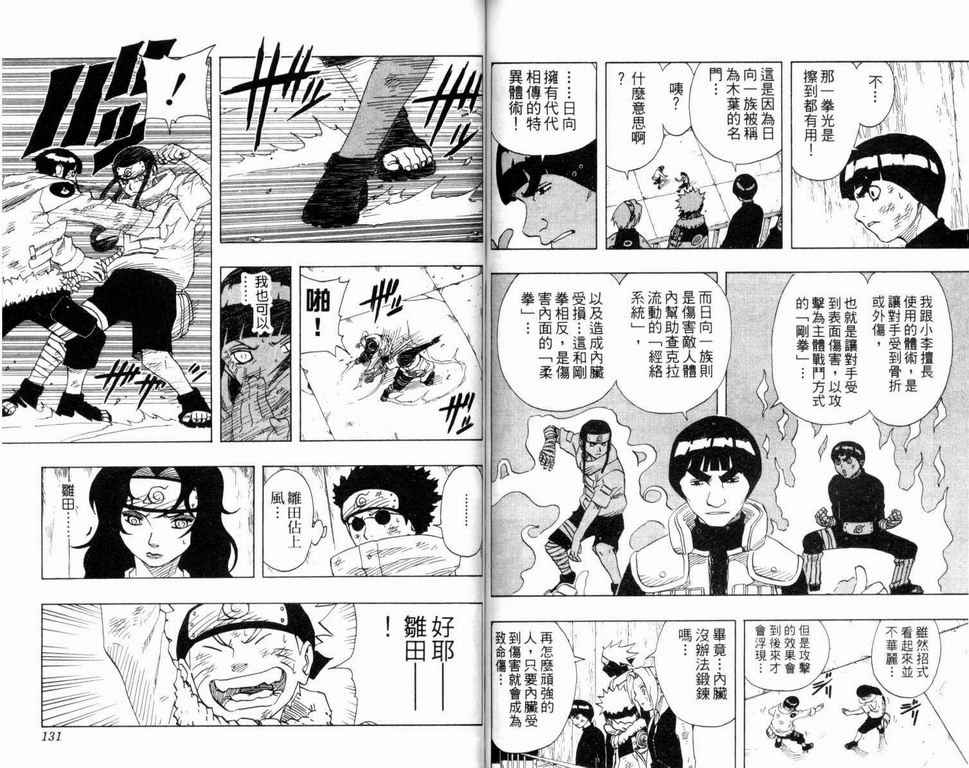 不…
那一拳光是
擦到都有用！
這是因為日
向一族被稱
為木葉的名
門…
咦？
什麼意思啊
？
……日向
擁有代代
相傳的特
異體術！
我跟小李擅長
使用的體術，是
讓對手受到骨折
或外傷，
也就是讓對手受
到表面傷害，以攻
擊為主體戰鬥方式
的「剛拳」…
而日向一族則
是傷害敵人體
內幫助查克拉
流動的「經絡
系統」，
以及造成內臟
受損…這和剛
拳相反，是傷
害內面的「柔
拳」…
雖然招式
看起來並
不華麗…
但是攻擊
的效果會
到後來才
會浮現…
畢竟…內臟
沒辦法鍛鍊
嗎…
再怎麼頑強的
人，只要內臟受
到傷害就會成為
致命傷…
！
啪！
我也可以
……
………
雛田佔上
風…
雛田……
好耶——
雛田——
！
131